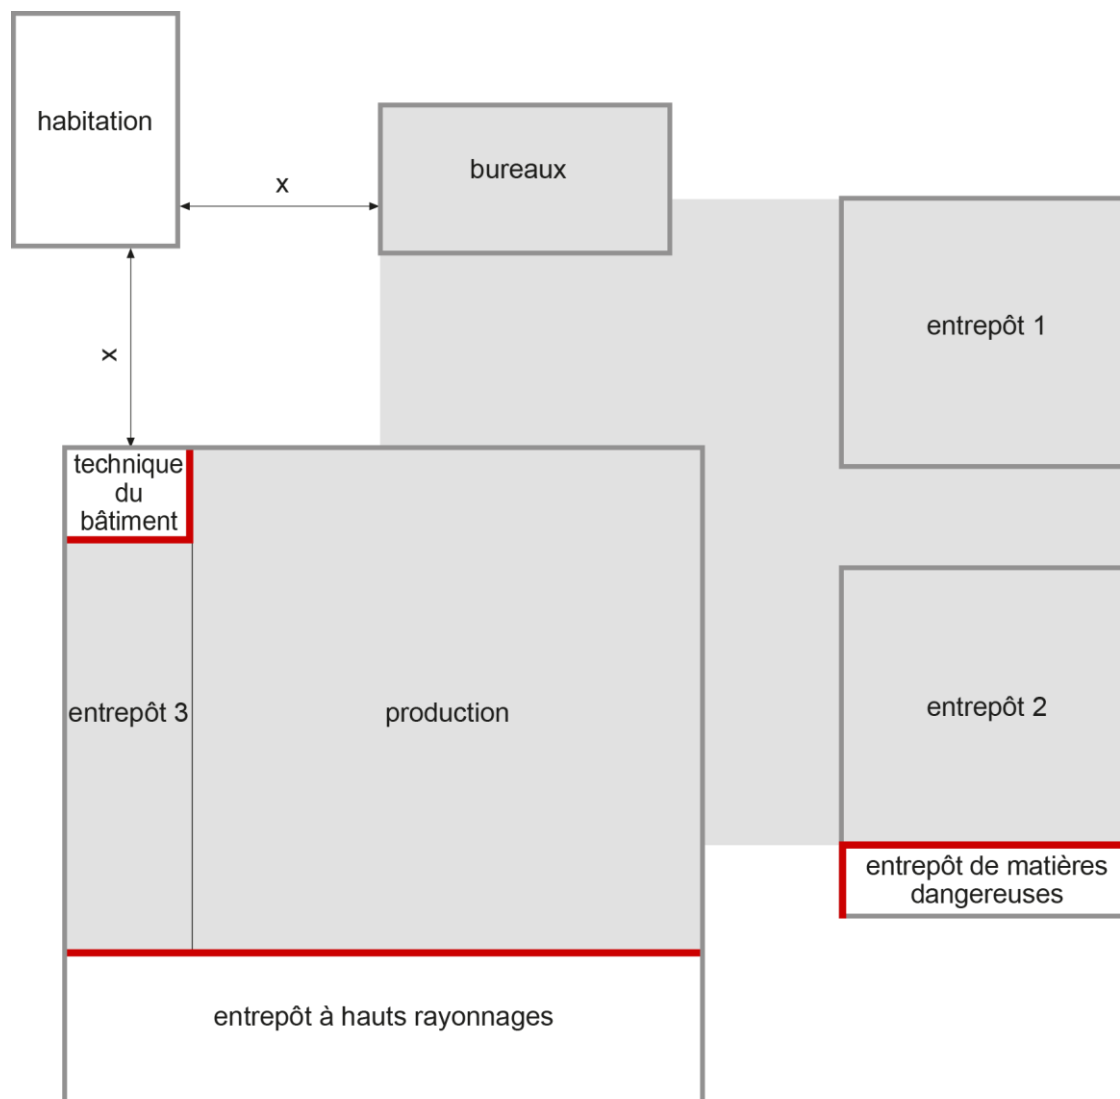 habitation
bureaux
x
entrepôt 1
x
technique
du
bâtiment
entrepôt 3
production
entrepôt 2
entrepôt de matières
dangereuses
entrepôt à hauts rayonnages